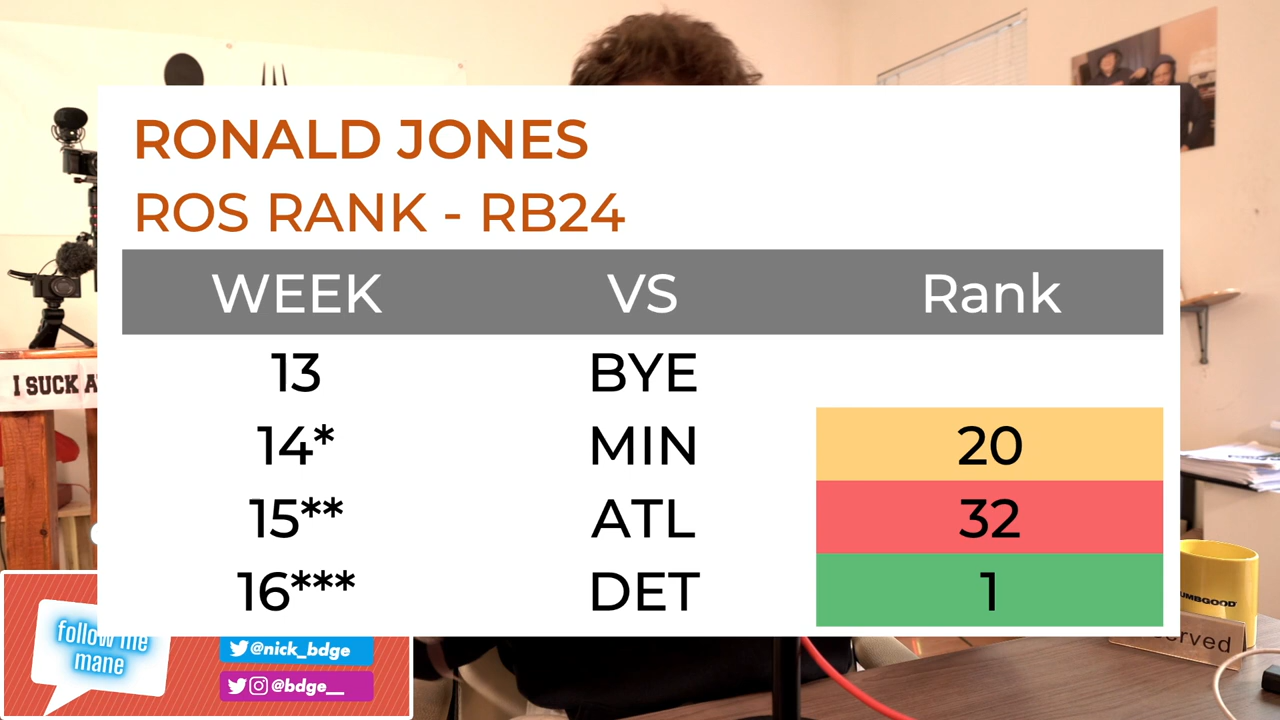 RONALD JONES
ROS RANK - RB24
WEEK VS Rank
13 BYE
14* MIN 20
15** ATL 32
16*** DET 1
I SUCK A
follow me
mane
@nick_bdge
@bdge__
UMBGOOD
served